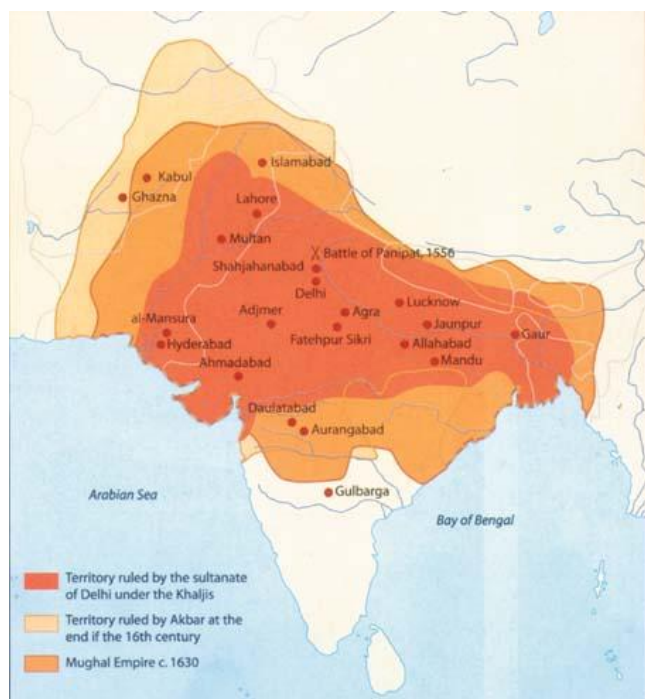 Islamabad
Kabul
Ghazna
Lahore
Multan
Battle of Panipat, 1556
Shahjahanabad
Delhi
Lucknow
al-Mansura
Adjmer
Agra
Jaunpur
Gaur
Hyderabad
Fatehpur Sikri
Allahabad
Ahmadabad
Mandu
Daulatabad
Aurangabad
Gulbarga
Arabian Sea
Bay of Bengal
Territory ruled by the sultanate
of Delhi under the Khaljis
Territory ruled by Akbar at the
end if the 16th century
Mughal Empire c. 1630